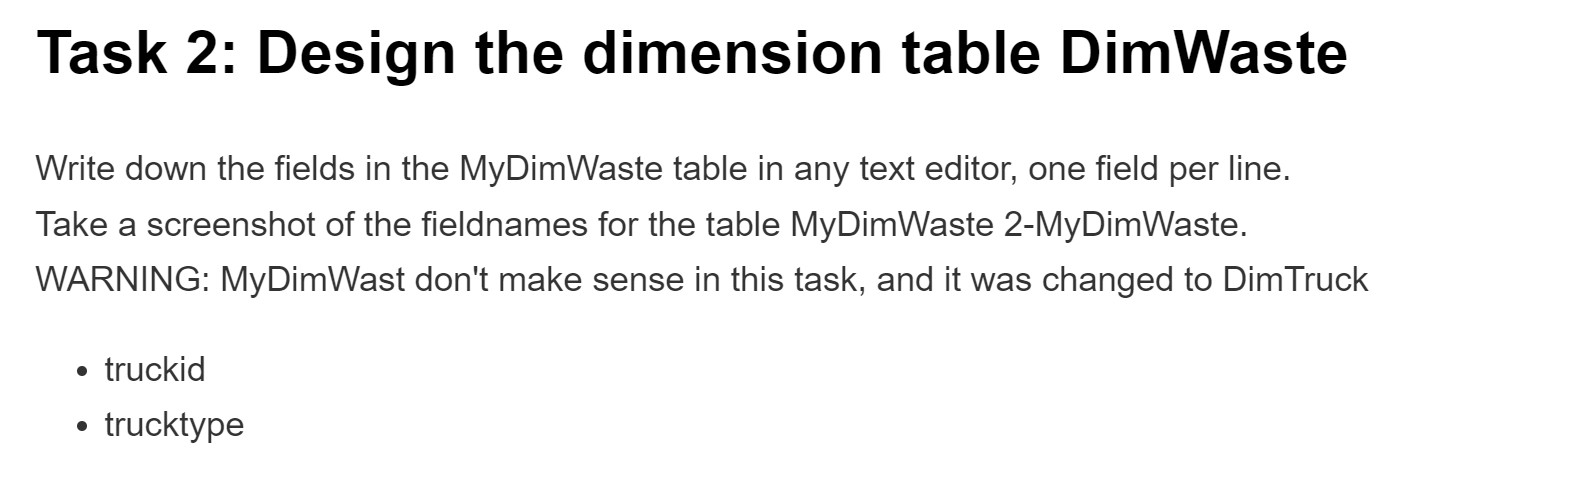 Task 2: Design the dimension table DimWaste
Write down the fields in the MyDimWaste table in any text editor, one field per line.
Take a screenshot of the fieldnames for the table MyDimWaste 2-MyDimWaste.
WARNING: MyDimWast don't make sense in this task, and it was changed to DimTruck
• truckid
• trucktype